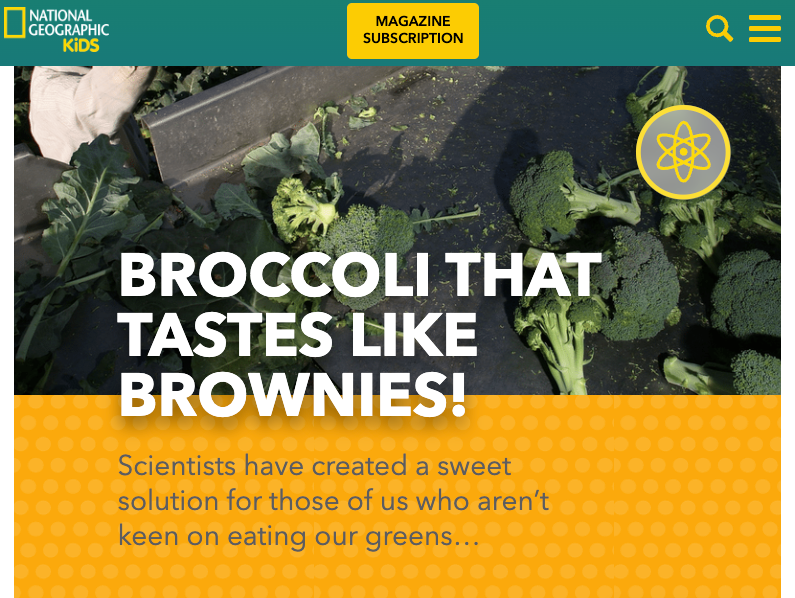 NATIONAL
GEOGRAPHIC
KiDS
MAGAZINE
SUBSCRIPTION
BROCCOLI THAT
TASTES LIKE
BROWNIES!
Scientists have created a sweet
solution for those of us who aren’t
keen on eating our greens…